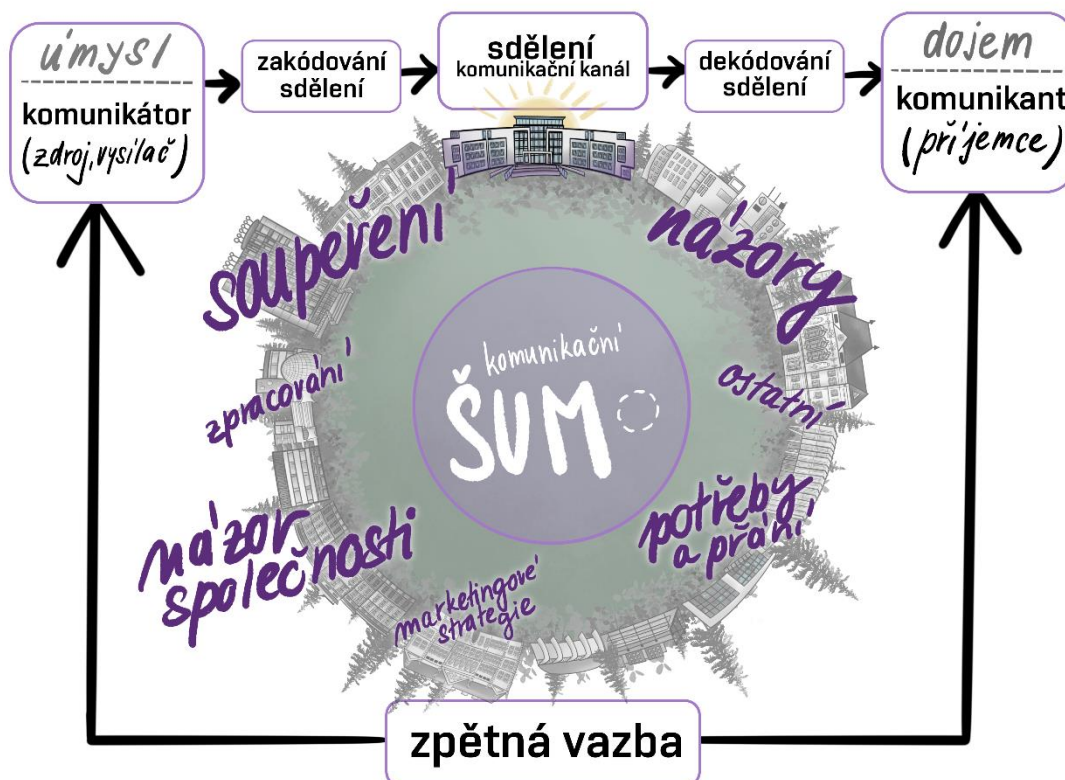 úmysl
komunikátor
(zdroj, vysílač)
zakódování
sdělení
sdělení
komunikační kanál
dekódování
sdělení
dojem
komunikant
(příjemce)
soupeření
názory
zpracování
komunikační
ŠUM
ostatní
názor
společnosti
potřeby
a přání
marketingové
strategie
zpětná vazba